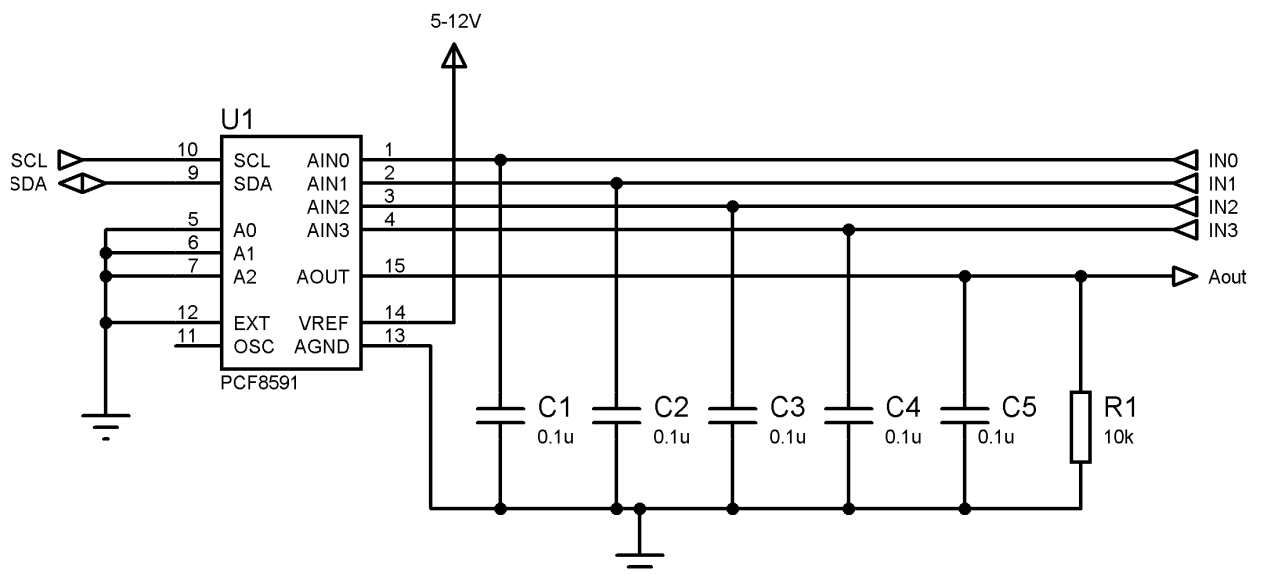 5-12V
U1
10 SCL AIN0 1
SCL IN0
9 SDA AIN1 2
SDA IN1
AIN2 3 IN2
5 A0 AIN3 4 IN3
6 A1
7 A2 AOUT 15 Aout
12 EXT VREF 14
11 OSC AGND 13
PCF8591
C1 C2 C3 C4 C5 R1
0.1u 0.1u 0.1u 0.1u 0.1u 10k